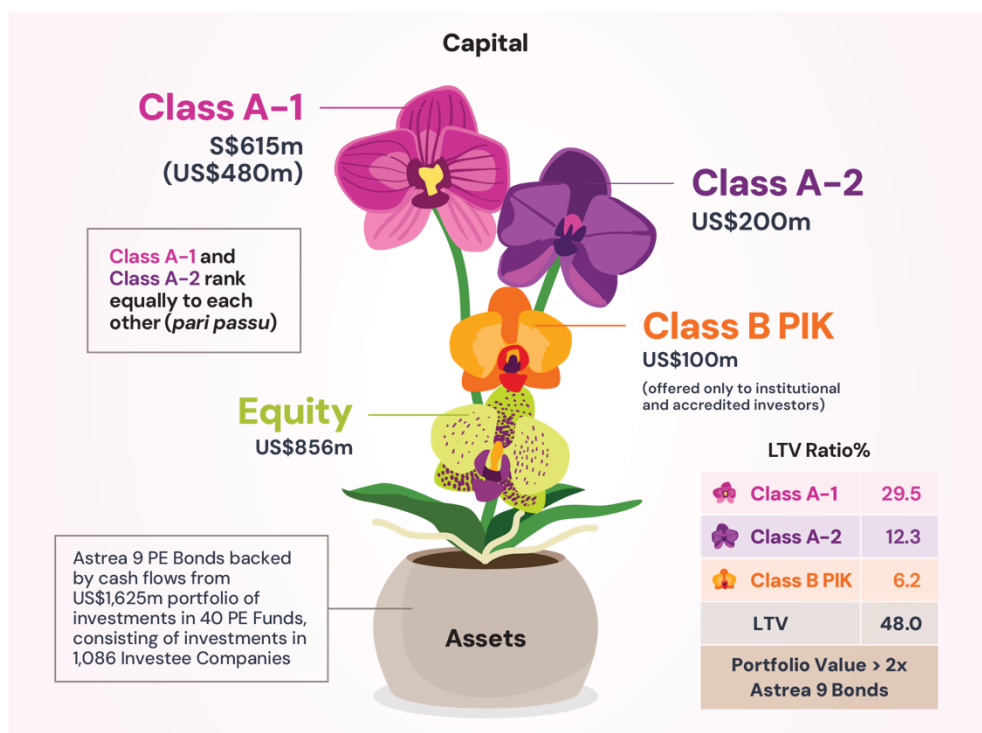 Capital
Class A-1
S$615m
(US$480m)
Class A-2
US$200m
Class A-1 and
Class A-2 rank
equally to each
other (pari passu)
Class B PIK
US$100m
(offered only to institutional
and accredited investors)
Equity
US$856m
LTV Ratio%
Class A-1 29.5
Class A-2 12.3
Class B PIK 6.2
LTV 48.0
Portfolio Value > 2x
Astrea 9 Bonds
Astrea 9 PE Bonds backed
by cash flows from
US$1,625m portfolio of
investments in 40 PE Funds,
consisting of investments in
1,086 Investee Companies
Assets